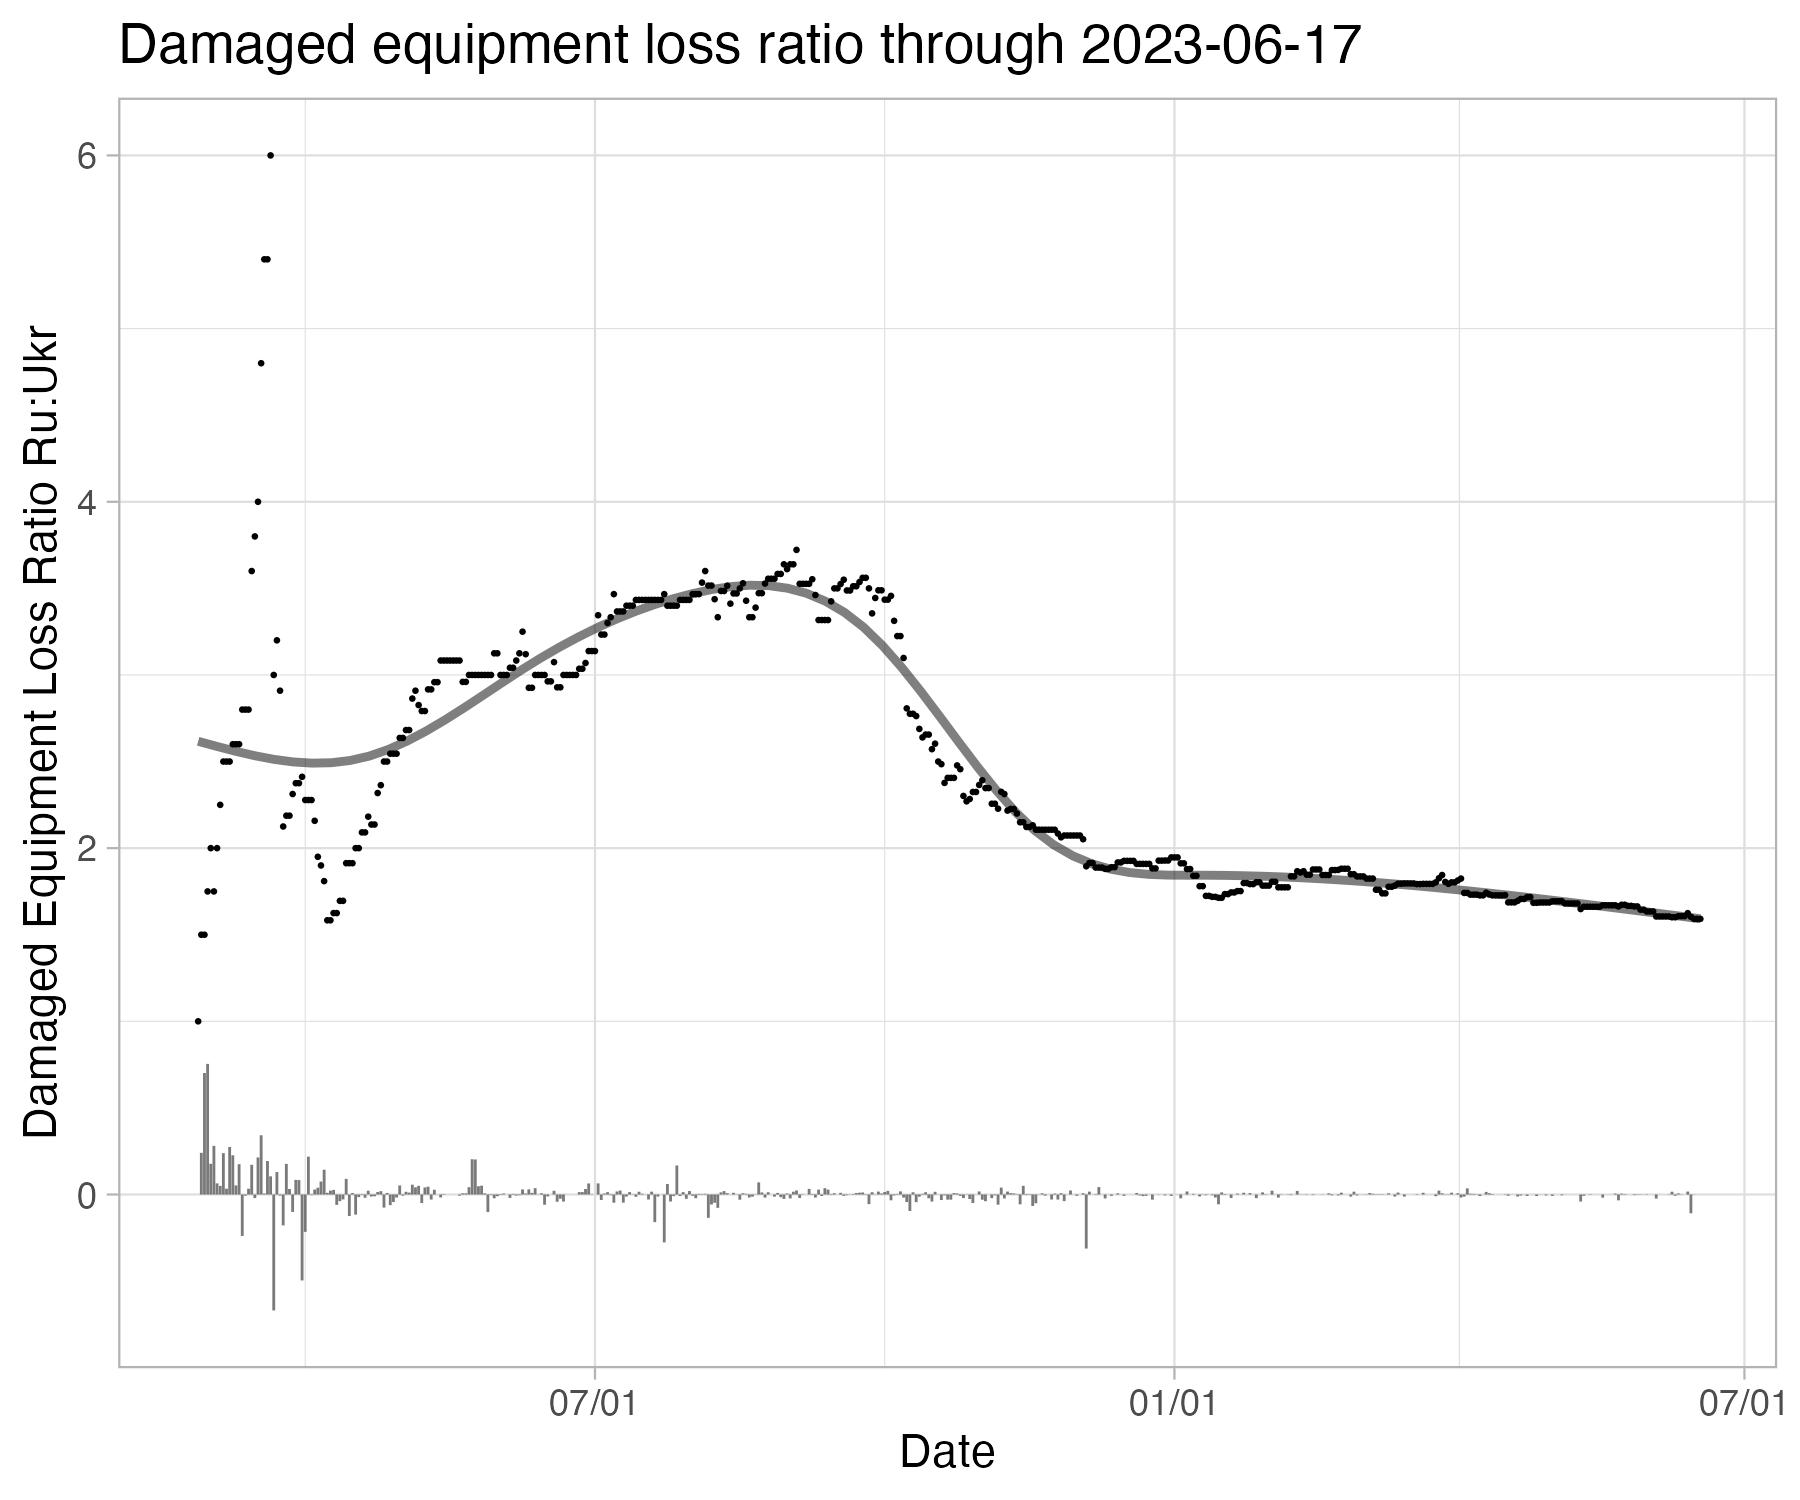 Damaged equipment loss ratio through 2023-06-17
Damaged Equipment Loss Ratio Ru:Ukr
6
4
2
0
07/01
01/01
07/01
Date